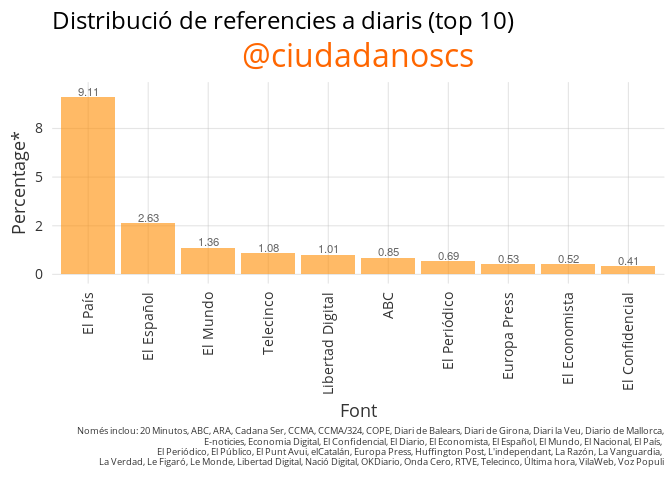 Distribució de referencies a diaris (top 10)
@ciudadanoscs
Percentage*
9.11
2.63
1.36
1.08
1.01
0.85
0.69
0.53
0.52
0.41
8
5
2
0
El País
El Español
El Mundo
Telecinco
Libertad Digital
ABC
El Periódico
Europa Press
El Economista
El Confidencial
Font
Només inclou: 20 Minutos, ABC, ARA, Cadana Ser, CCMA, CCMA/324, COPE, Diari de Balears, Diari de Girona, Diari la Veu, Diario de Mallorca,
E-noticies, Economia Digital, El Confidencial, El Diario, El Economista, El Español, El Mundo, El Nacional, El País,
El Periódico, El Público, El Punt Avui, elCatalán, Europa Press, Huffington Post, L'independant, La Razón, La Vanguardia,
La Verdad, Le Figaró, Le Monde, Libertad Digital, Nació Digital, OKDiario, Onda Cero, RTVE, Telecinco, Última hora, VilaWeb, Voz Populi